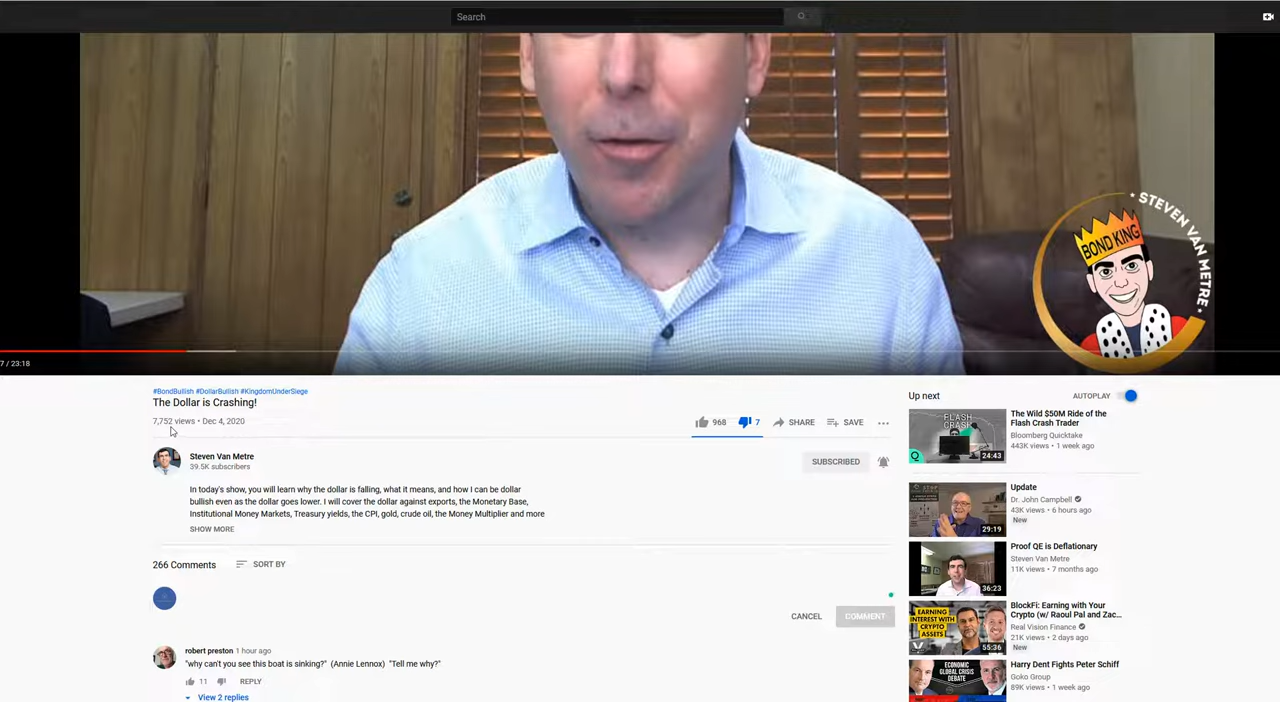 Search
BOND KING
* STEVEN VAN METRE *
7 / 23:18
#BondBullish #DollarBullish #KingdomUnderSiege
The Dollar is Crashing!
7,752 views • Dec 4, 2020
968
7
SHARE
SAVE
Steven Van Metre
39.5K subscribers
SUBSCRIBED
In today's show, you will learn why the dollar is falling, what it means, and how I can be dollar
bullish even as the dollar goes lower. I will cover the dollar against exports, the Monetary Base,
Institutional Money Markets, Treasury yields, the CPI, gold, crude oil, the Money Multiplier and more
SHOW MORE
266 Comments
SORT BY
CANCEL
COMMENT
robert preston 1 hour ago
"why can't you see this boat is sinking?" (Annie Lennox) "Tell me why?"
11
REPLY
View 2 replies
Up next
AUTOPLAY
FLASH
CRASH
24:43
The Wild $50M Ride of the
Flash Crash Trader
Bloomberg Quicktake
443K views • 1 week ago
29:19
Update
Dr. John Campbell
43K views • 6 hours ago
New
36:23
Proof QE is Deflationary
Steven Van Metre
11K views • 7 months ago
EARNING
INTEREST WITH
CRYPTO
ASSETS
55:36
BlockFi: Earning with Your
Crypto (w/ Raoul Pal and Zac...
Real Vision Finance
21K views • 2 days ago
New
ECONOMIC
GLOBAL CRISIS
DEBATE
Harry Dent Fights Peter Schiff
Goko Group
89K views • 1 week ago